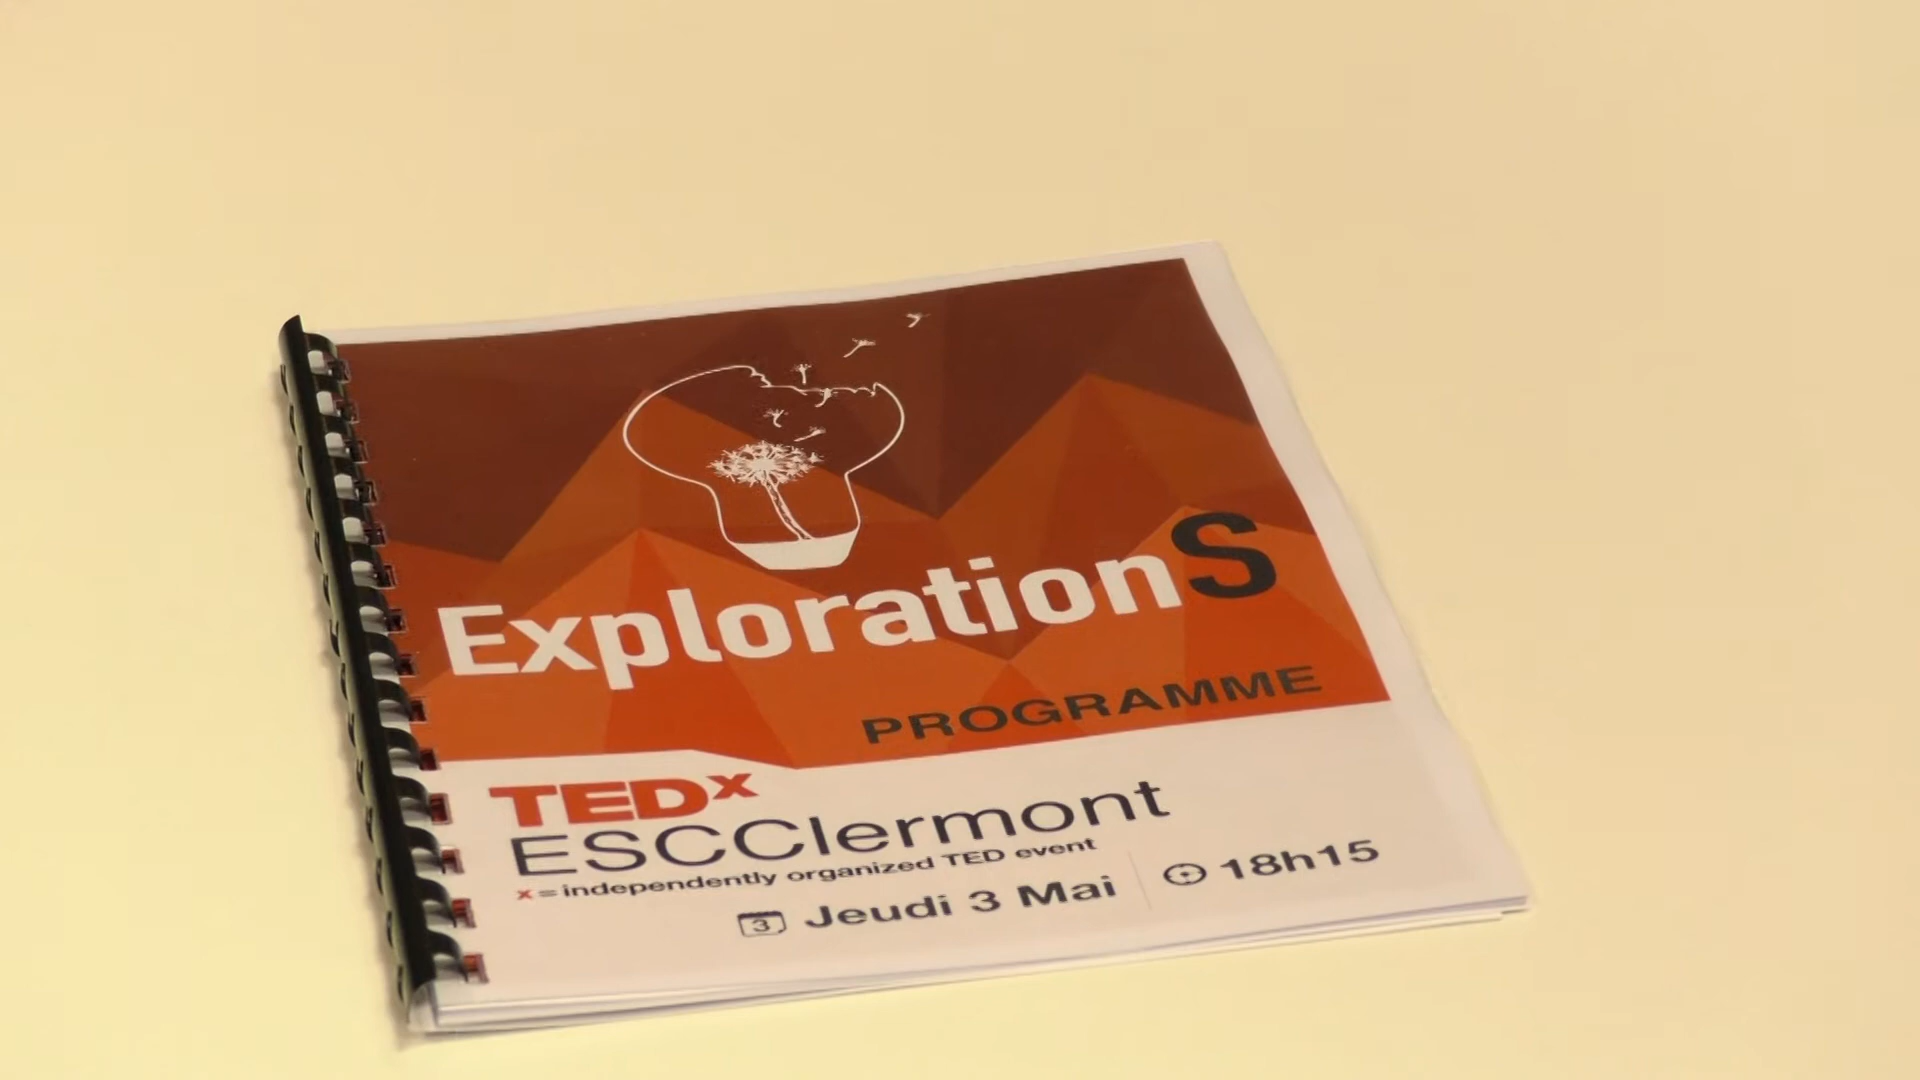 ExplorationS
PROGRAMME
TEDx
ESCClermont
x = independently organized TED event
3 Jeudi 3 Mai 18h15